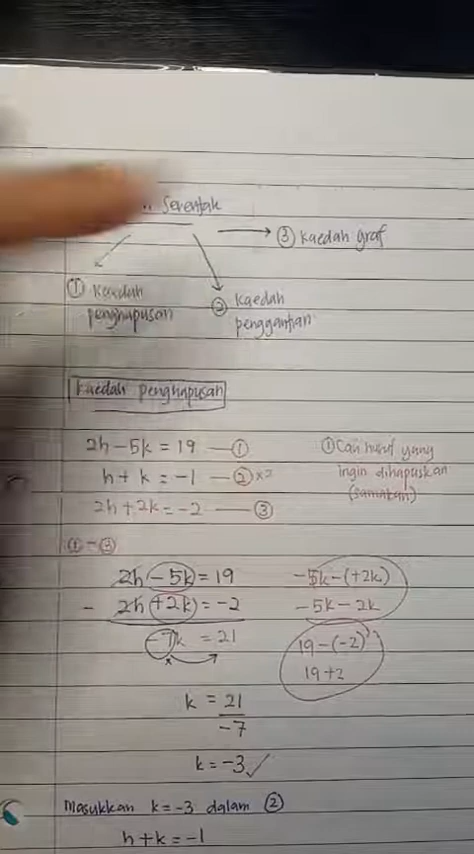 Serentak
③ kaedah graf
① kaedah
penghapusan
② kaedah
penggantian
kaedah penghapusan
2h - 5k = 19 — ①
h + k = -1 — ② ×2
2h + 2k = -2 — ③
① Cari huruf yang
ingin dihapuskan
(samakan)
① - ③
2h - 5k = 19
- 2h + 2k = -2
-7k = 21
-5k - (+2k)
-5k - 2k
19 - (-2)
19 + 2
k = 21
-7
k = -3 ✓
Masukkan k = -3 dalam ②
h + k = -1